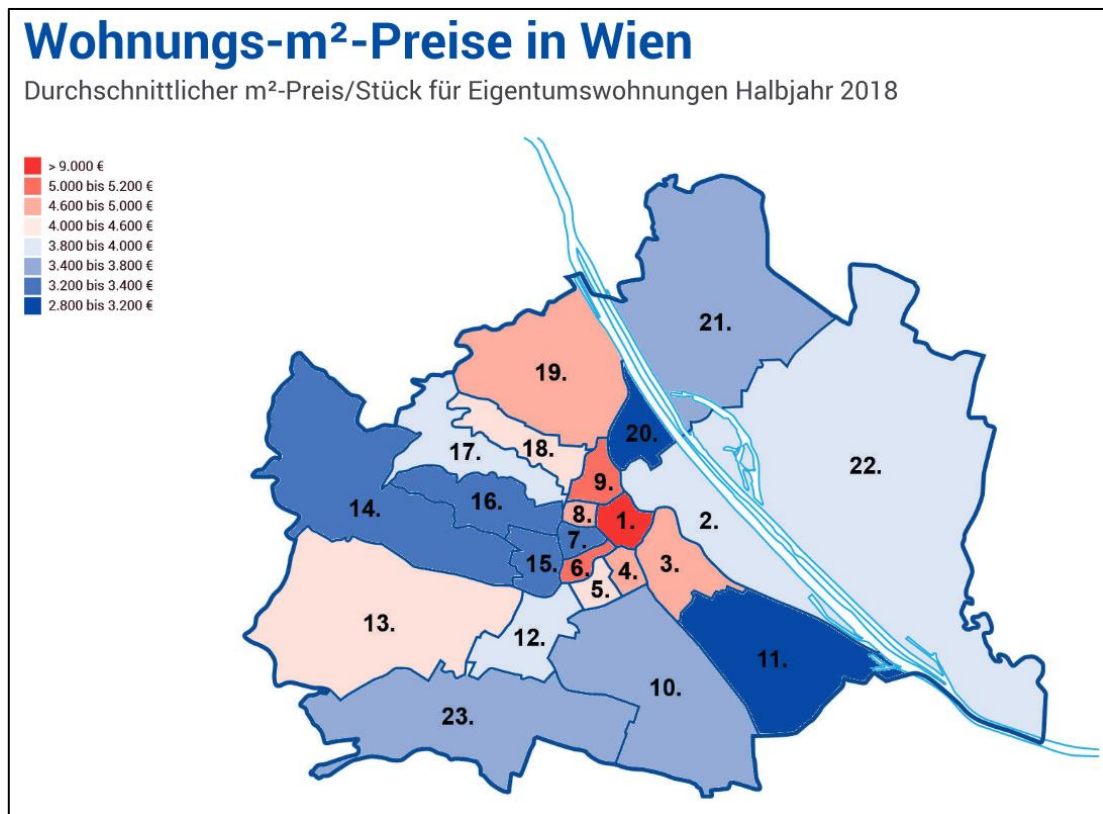 Wohnungs-m²-Preise in Wien
Durchschnittlicher m²-Preis/Stück für Eigentumswohnungen Halbjahr 2018
> 9.000 €
5.000 bis 5.200 €
4.600 bis 5.000 €
4.000 bis 4.600 €
3.800 bis 4.000 €
3.400 bis 3.800 €
3.200 bis 3.400 €
2.800 bis 3.200 €
21.
19.
20.
18.
17.
22.
9.
16.
14.
8.
1.
2.
7.
15.
6.
4.
3.
5.
13.
12.
11.
10.
23.